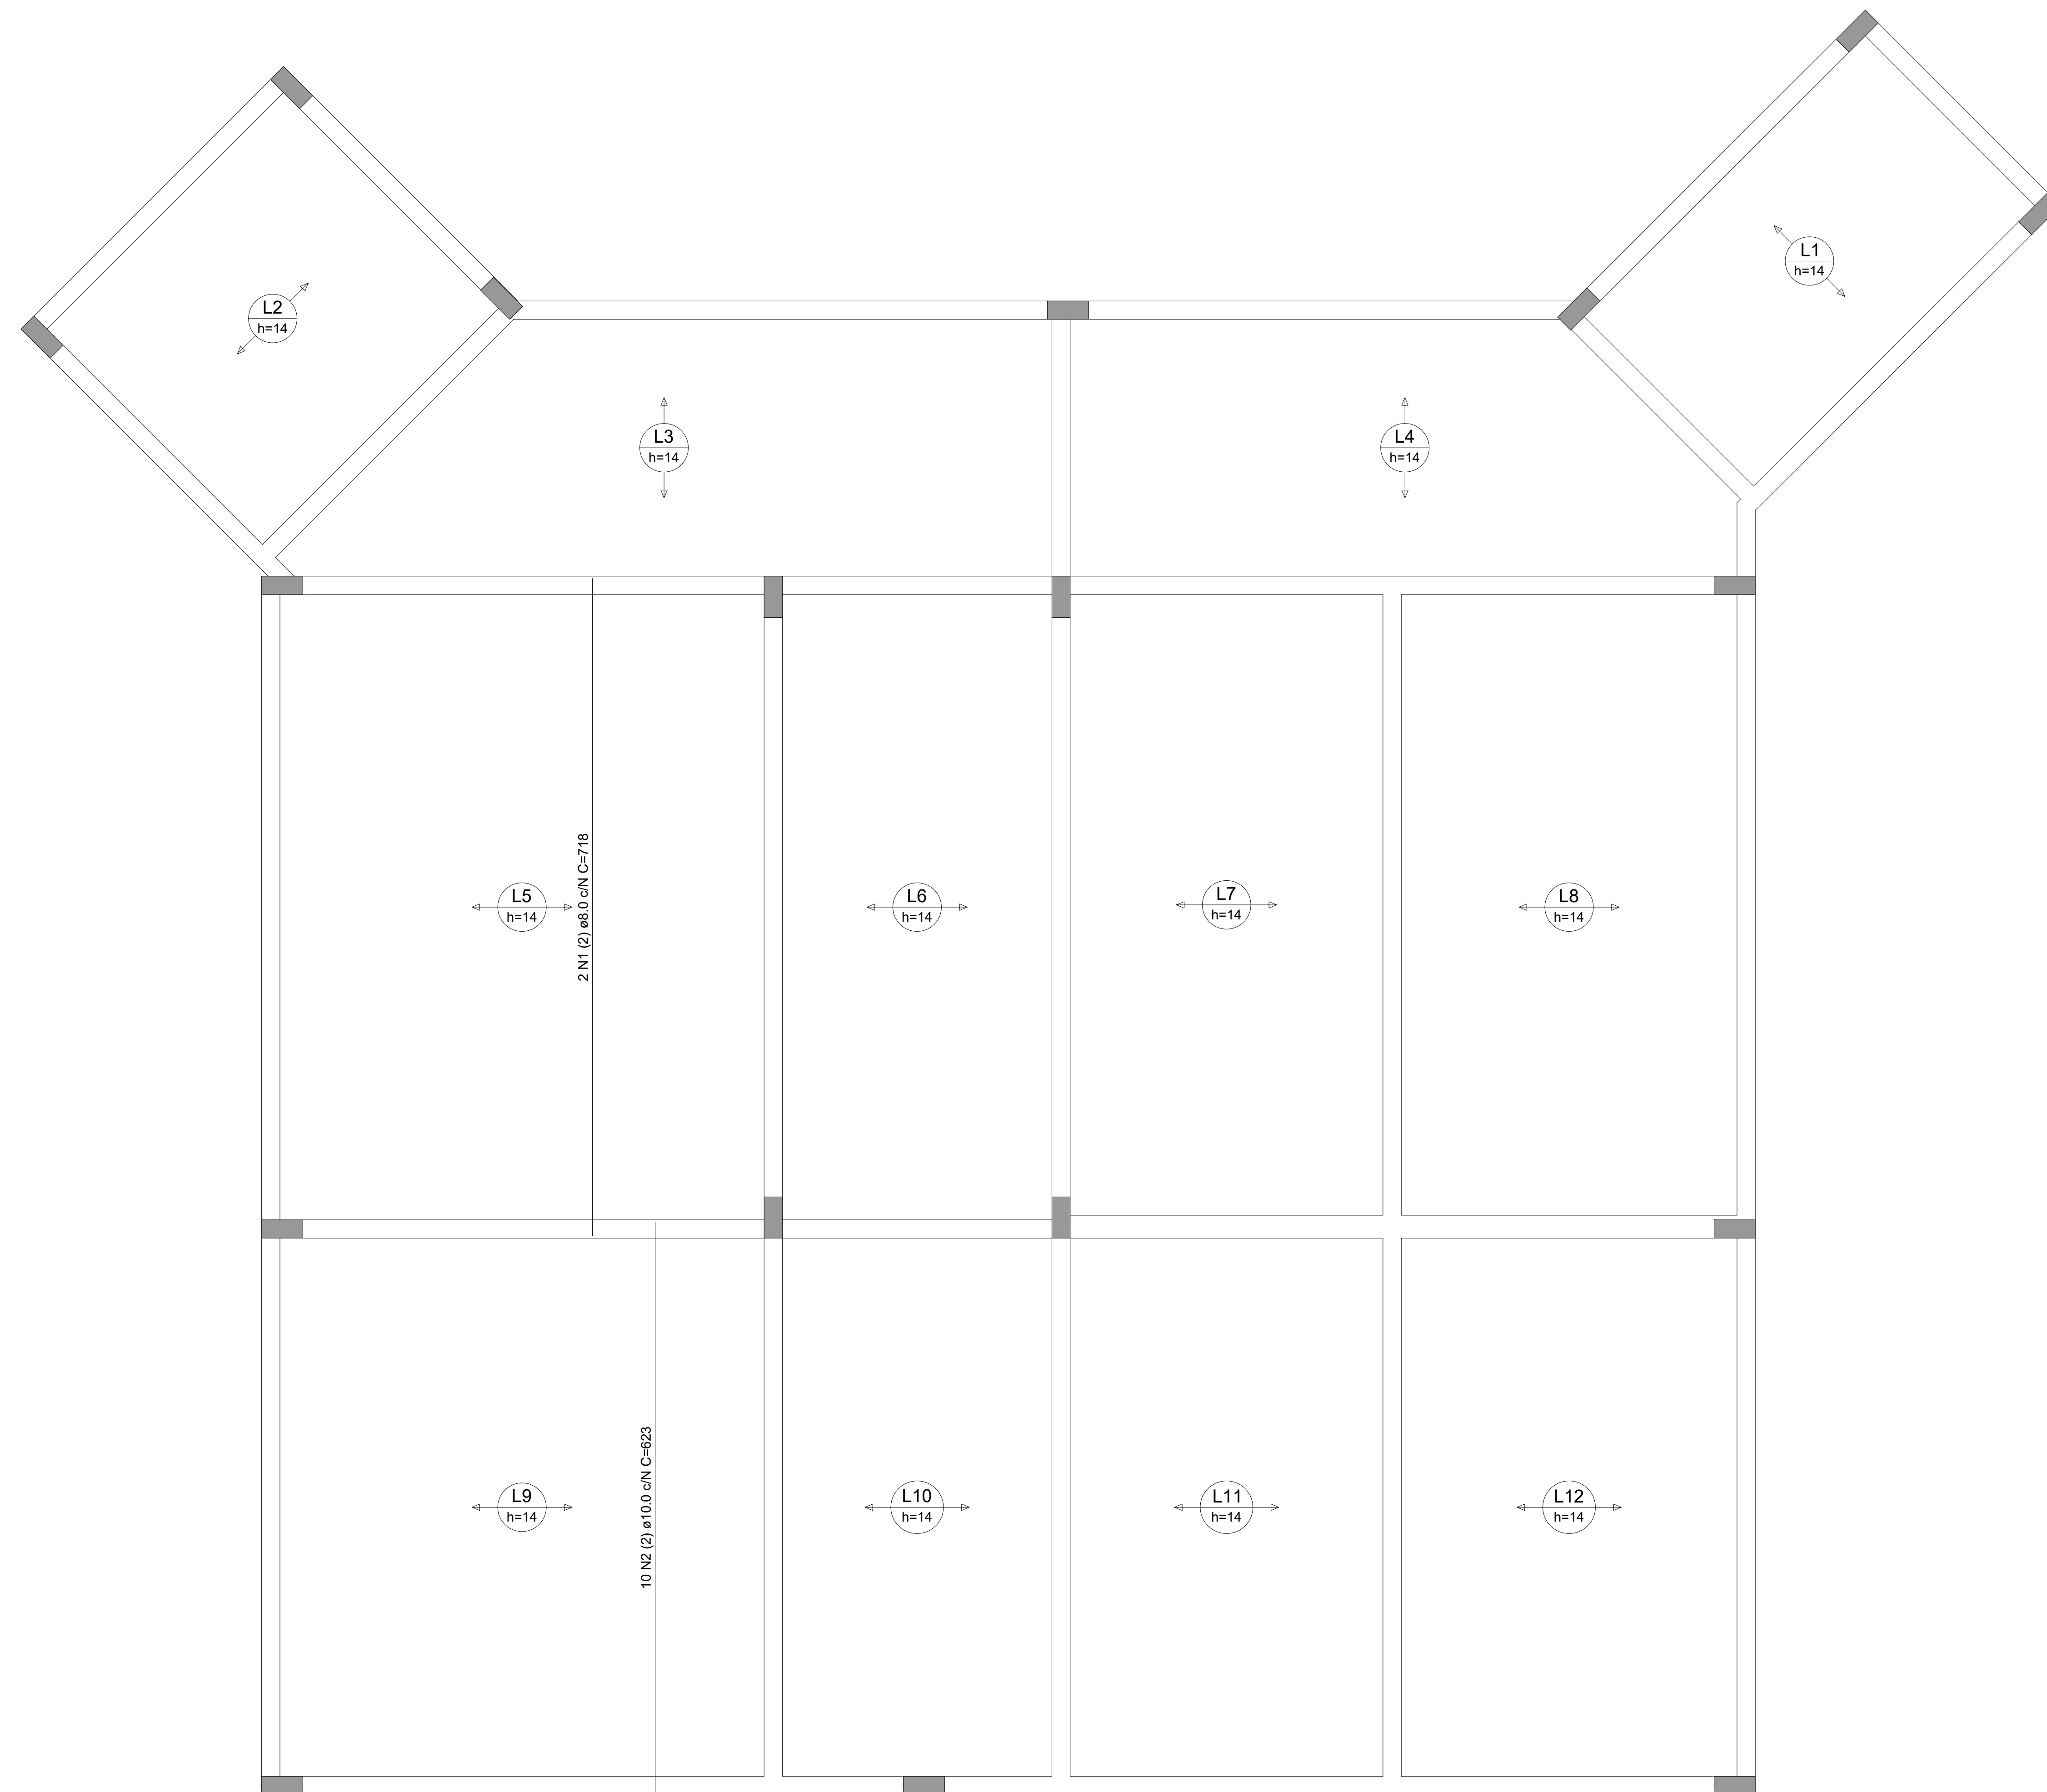 L1
h=14
L2
h=14
L3
h=14
L4
h=14
2 N1 (2) ø8.0 c/N C=718
L5
h=14
L6
h=14
L7
h=14
L8
h=14
10 N2 (2) ø10.0 c/N C=623
L9
h=14
L10
h=14
L11
h=14
L12
h=14